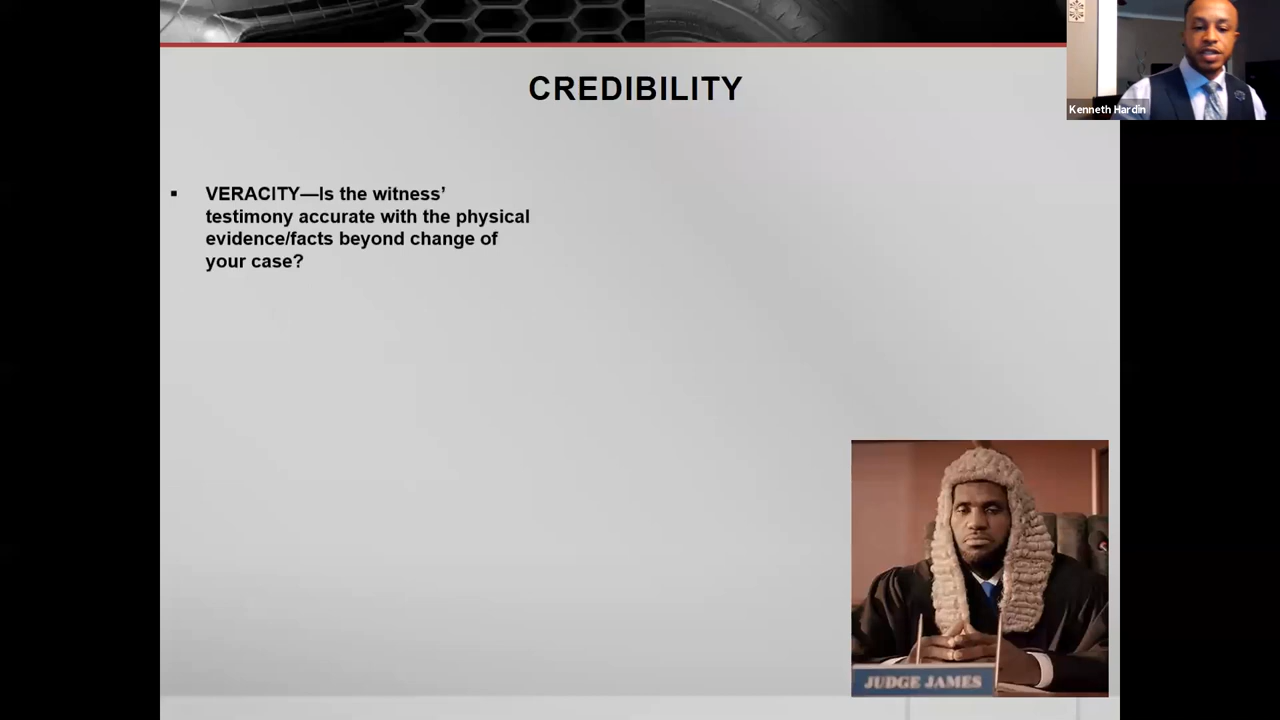 CREDIBILITY
Kenneth Hardin
▪ VERACITY—Is the witness’
testimony accurate with the physical
evidence/facts beyond change of
your case?
JUDGE JAMES